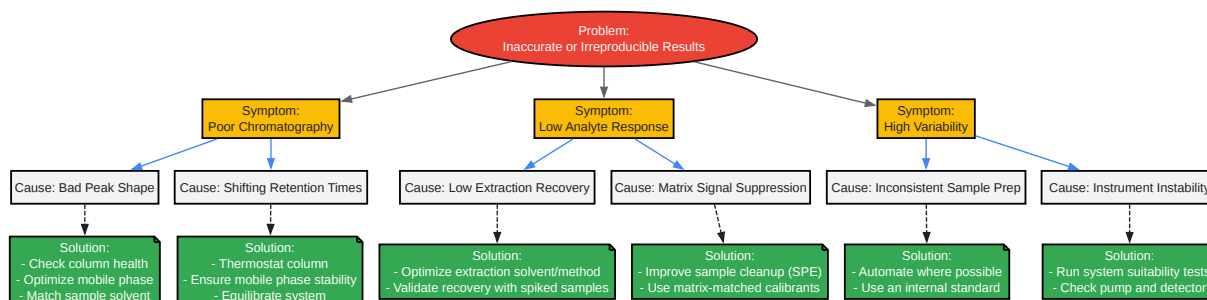 Problem:
Inaccurate or Irreproducible Results
Symptom:
Poor Chromatography
Symptom:
Low Analyte Response
Symptom:
High Variability
Cause: Bad Peak Shape
Cause: Shifting Retention Times
Cause: Low Extraction Recovery
Cause: Matrix Signal Suppression
Cause: Inconsistent Sample Prep
Cause: Instrument Instability
Solution:
- Check column health
- Optimize mobile phase
- Match sample solvent
Solution:
- Thermostat column
- Ensure mobile phase stability
- Equilibrate system
Solution:
- Optimize extraction solvent/method
- Validate recovery with spiked samples
Solution:
- Improve sample cleanup (SPE)
- Use matrix-matched calibrants
Solution:
- Automate where possible
- Use an internal standard
Solution:
- Run system suitability tests
- Check pump and detector